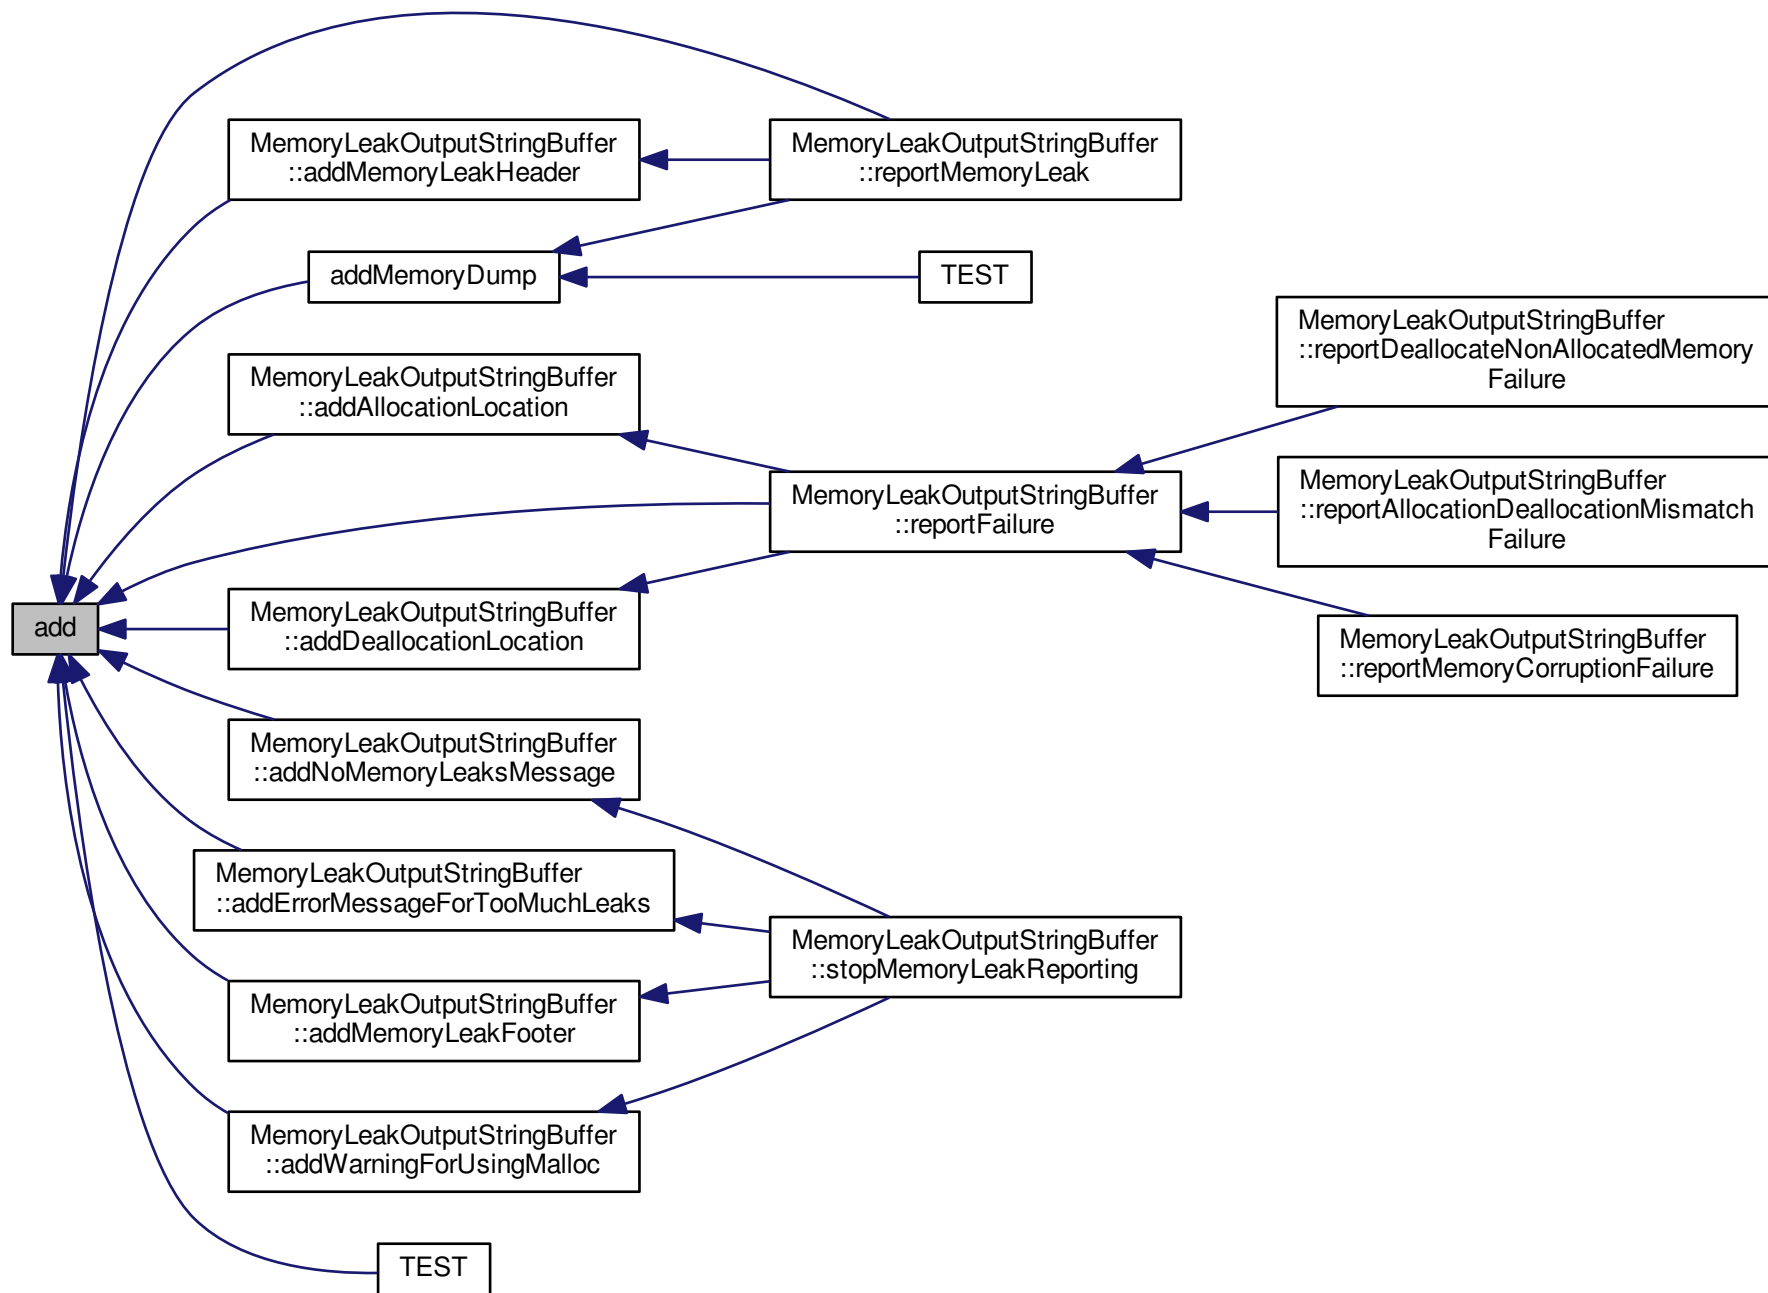 MemoryLeakOutputStringBuffer
::addMemoryLeakHeader
MemoryLeakOutputStringBuffer
::reportMemoryLeak
addMemoryDump
TEST
MemoryLeakOutputStringBuffer
::addAllocationLocation
MemoryLeakOutputStringBuffer
::reportDeallocateNonAllocatedMemory
Failure
MemoryLeakOutputStringBuffer
::reportFailure
MemoryLeakOutputStringBuffer
::reportAllocationDeallocationMismatch
Failure
add
MemoryLeakOutputStringBuffer
::addDeallocationLocation
MemoryLeakOutputStringBuffer
::reportMemoryCorruptionFailure
MemoryLeakOutputStringBuffer
::addNoMemoryLeaksMessage
MemoryLeakOutputStringBuffer
::addErrorMessageForTooMuchLeaks
MemoryLeakOutputStringBuffer
::stopMemoryLeakReporting
MemoryLeakOutputStringBuffer
::addMemoryLeakFooter
MemoryLeakOutputStringBuffer
::addWarningForUsingMalloc
TEST